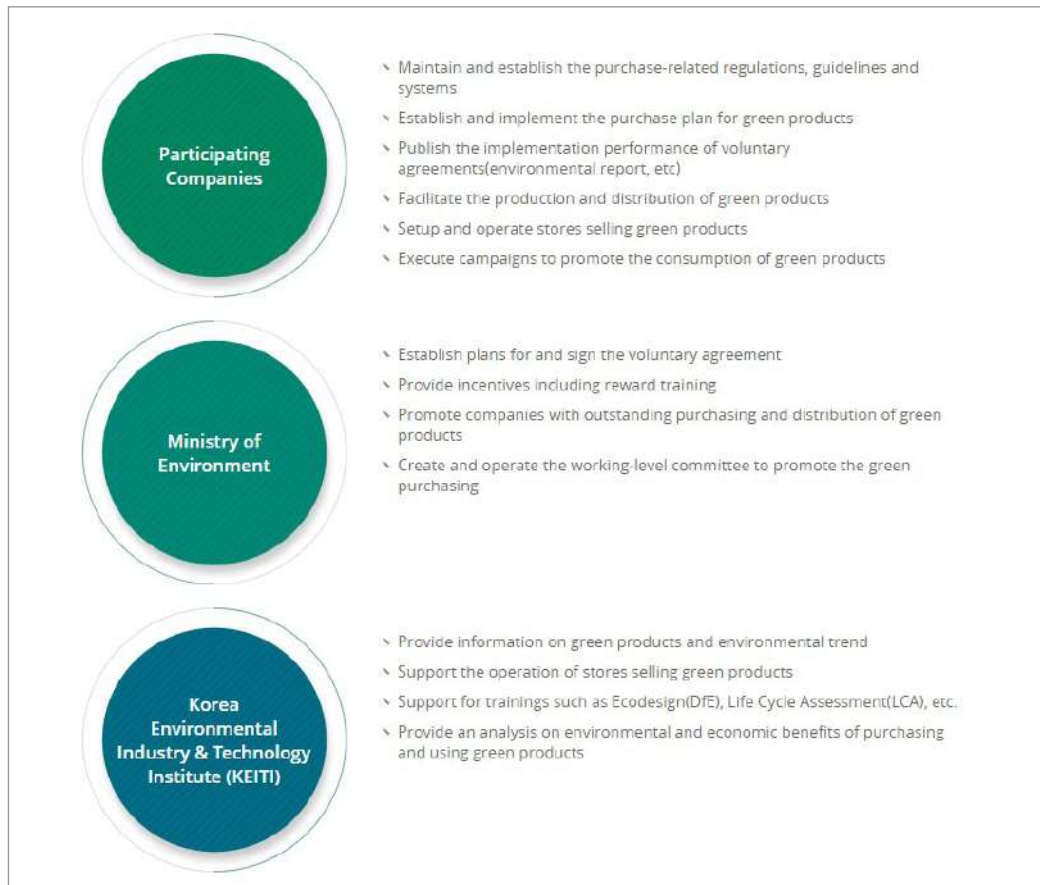 Participating
Companies
Maintain and establish the purchase-related regulations, guidelines and
systems
Establish and implement the purchase plan for green products
Publish the implementation performance of voluntary
agreements(environmental report, etc)
Facilitate the production and distribution of green products
Setup and operate stores selling green products
Execute campaigns to promote the consumption of green products
Ministry of
Environment
Establish plans for and sign the voluntary agreement
Provide incentives including reward training
Promote companies with outstanding purchasing and distribution of green
products
Create and operate the working-level committee to promote the green
purchasing
Korea
Environmental
Industry & Technology
Institute (KEITI)
Provide information on green products and environmental trend
Support the operation of stores selling green products
Support for trainings such as Ecodesign(DfE), Life Cycle Assessment(LCA), etc.
Provide an analysis on environmental and economic benefits of purchasing
and using green products